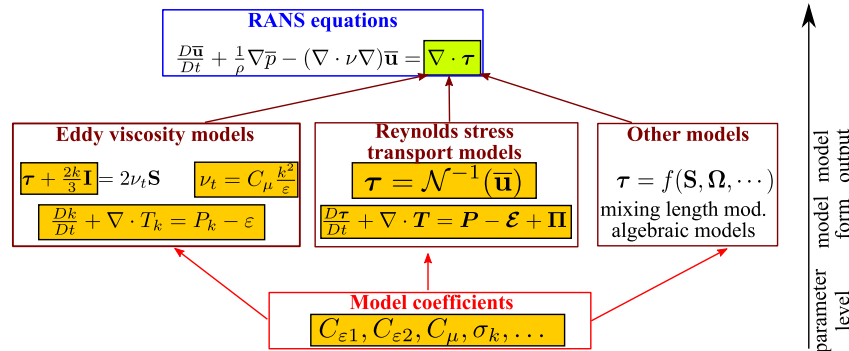 RANS equations
D𝐮̅/Dt + 1/ρ ∇p̅ − (∇ · ν∇)𝐮̅ = ∇ · 𝝉
Eddy viscosity models
𝝉 + 2k/3 𝐈 = 2ν_t 𝐒
ν_t = C_μ k²/ε
Dk/Dt + ∇ · T_k = P_k − ε
Reynolds stress
transport models
𝝉 = 𝓝⁻¹(𝐮̅)
D𝝉/Dt + ∇ · 𝑻 = 𝑷 − 𝓔 + 𝚷
Other models
𝝉 = f(𝐒, 𝛀, ⋯)
mixing length mod.
algebraic models
Model coefficients
C_ε1, C_ε2, C_μ, σ_k, …
model
output
model
form
parameter
level